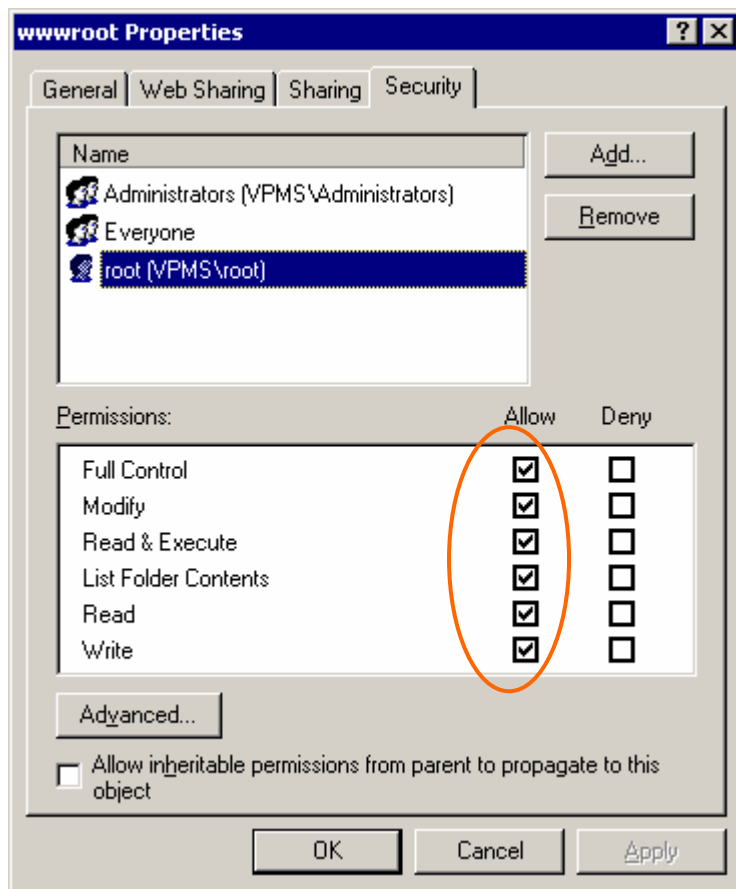 wwwroot Properties
? X
General Web Sharing Sharing Security
Name
Add...
Administrators (VPMS\Administrators)
Everyone
Remove
root (VPMS\root)
Permissions:
Allow Deny
Full Control
Modify
Read & Execute
List Folder Contents
Read
Write
Advanced...
Allow inheritable permissions from parent to propagate to this
object
OK Cancel Apply